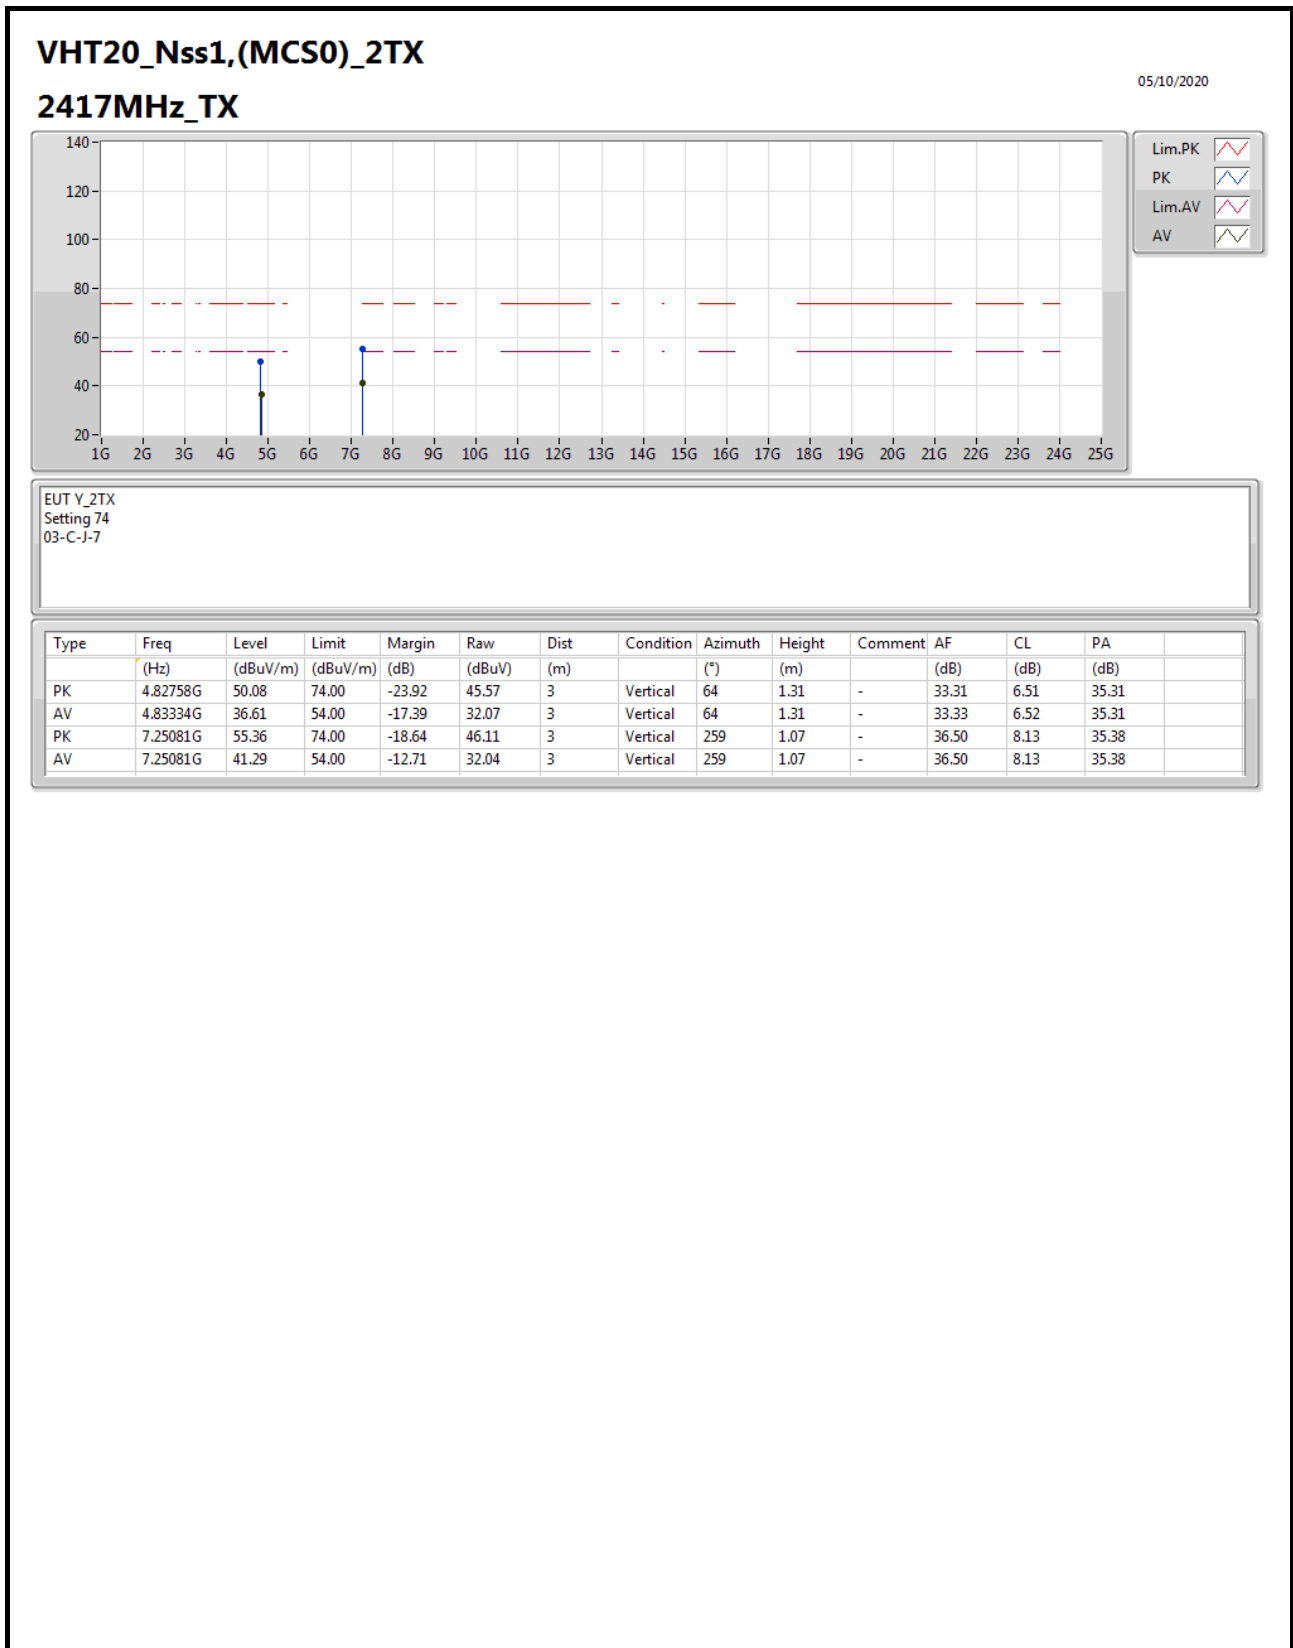 VHT20_Nss1,(MCS0)_2TX
05/10/2020
2417MHz_TX
140
120
100
80
60
40
20
1G 2G 3G 4G 5G 6G 7G 8G 9G 10G 11G 12G 13G 14G 15G 16G 17G 18G 19G 20G 21G 22G 23G 24G 25G
Lim.PK
PK
Lim.AV
AV
EUT Y_2TX
Setting 74
03-C-J-7
Type Freq Level Limit Margin Raw Dist Condition Azimuth Height Comment AF CL PA
(Hz) (dBuV/m) (dBuV/m) (dB) (dBuV) (m) (°) (m) (dB) (dB) (dB)
PK 4.82758G 50.08 74.00 -23.92 45.57 3 Vertical 64 1.31 - 33.31 6.51 35.31
AV 4.83334G 36.61 54.00 -17.39 32.07 3 Vertical 64 1.31 - 33.33 6.52 35.31
PK 7.25081G 55.36 74.00 -18.64 46.11 3 Vertical 259 1.07 - 36.50 8.13 35.38
AV 7.25081G 41.29 54.00 -12.71 32.04 3 Vertical 259 1.07 - 36.50 8.13 35.38